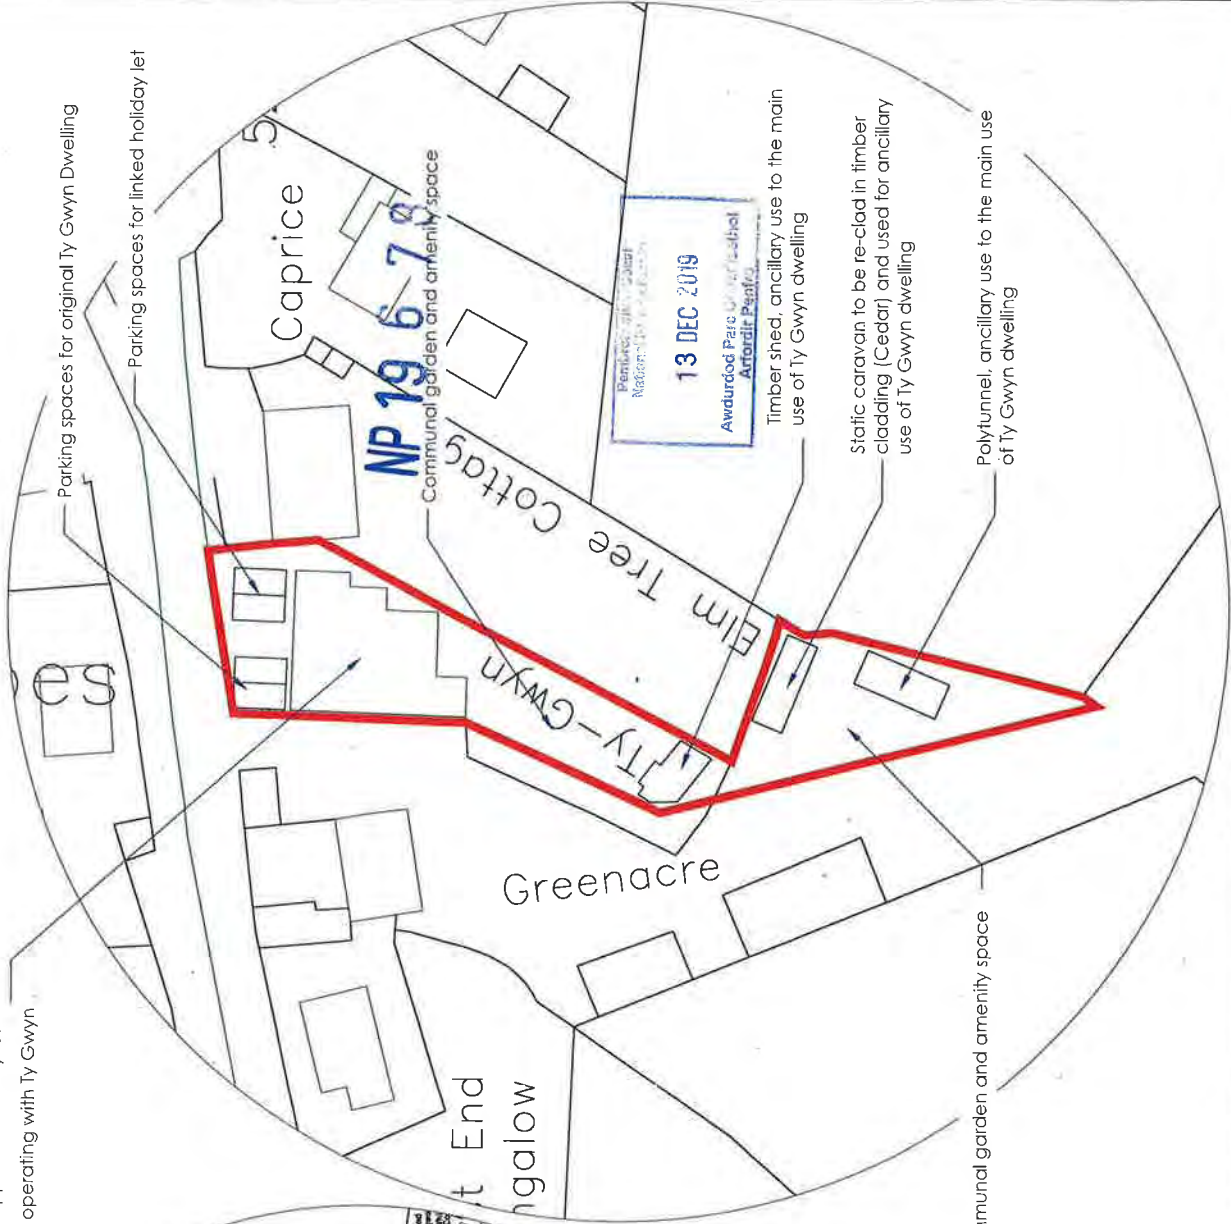 Parking spaces for original Ty Gwyn Dwelling
Parking spaces for linked holiday let
operating with Ty Gwyn
Caprice
5.
NP 19 678
Communal garden and amenity space
Elm Tree Cottag
Ty-Gwyn
es
Greenacre
t End
ngalow
National
13 DEC 2019
Awdurdod Parc
Arfordir Penfro
Timber shed, ancillary use to the main
use of Ty Gwyn dwelling
Static caravan to be re-clad in timber
cladding (Cedar) and used for ancillary
use of Ty Gwyn dwelling
Polytunnel, ancillary use to the main use
of Ty Gwyn dwelling
mmunal garden and amenity space